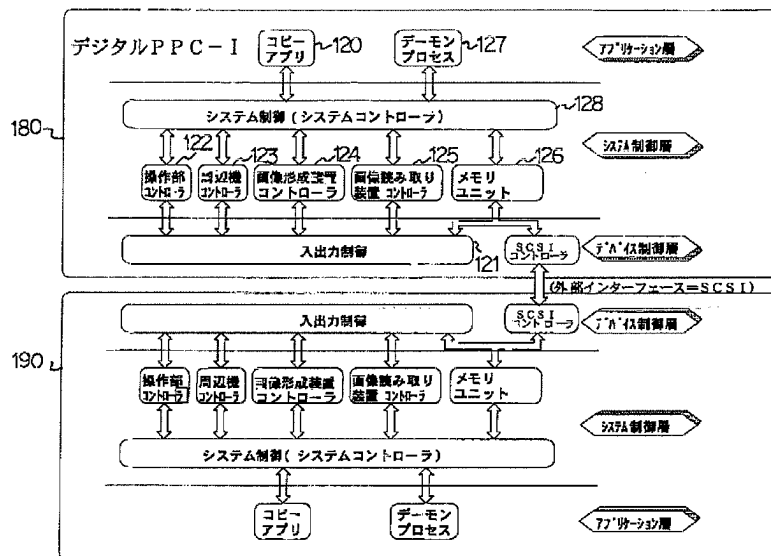 デジタルPPC-I
コピー
アプリ
120
デーモン
プロセス
127
アプリケーション層
システム制御(システムコントローラ)
128
180
システム制御層
122
123
124
125
126
操作部
コントローラ
周辺機
コントローラ
画像形成装置
コントローラ
画像読み取り
装置コントローラ
メモリ
ユニット
入出力制御
121
SCSI
コントローラ
デバイス制御層
(外部インターフェース=SCSI)
入出力制御
SCSI
コントローラ
デバイス制御層
190
操作部
コントローラ
周辺機
コントローラ
画像形成装置
コントローラ
画像読み取り
装置コントローラ
メモリ
ユニット
システム制御層
システム制御(システムコントローラ)
コピー
アプリ
デーモン
プロセス
アプリケーション層